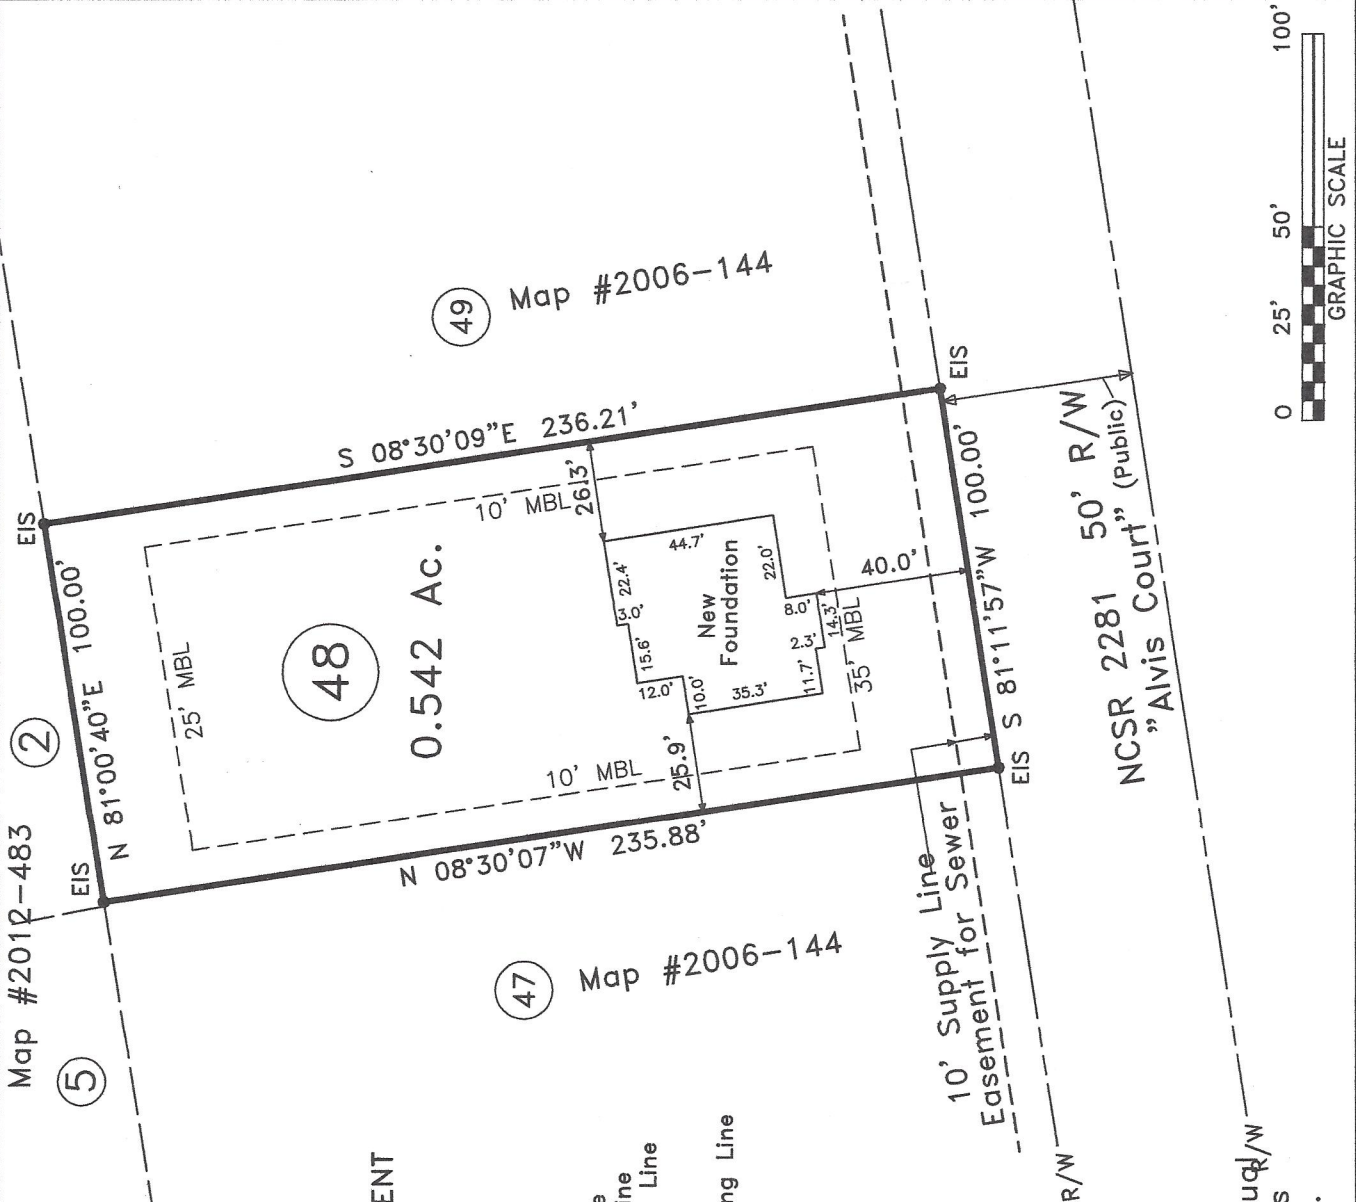 Map #2012-483
2
5
EIS
EIS
N 81°00'40"E 100.00'
25' MBL
48
0.542 Ac.
S 08°30'09"E 236.21'
10' MBL
26.3'
49
Map #2006-144
44.7'
22.4'
3.0'
15.6'
12.0'
10.0'
35.3'
11.7'
2.3'
14.3'
8.0'
22.0'
New
Foundation
25.9'
10' MBL
N 08°30'07"W 235.88'
47
Map #2006-144
40.0'
35' MBL
10' Supply Line
Easement for Sewer
EIS
S 81°11'57"W 100.00'
EIS
NCSR 2281 50' R/W
"Alvis Court" (Public)
R/W
R/W
ENT
Line
ng Line
0 25' 50' 100'
GRAPHIC SCALE